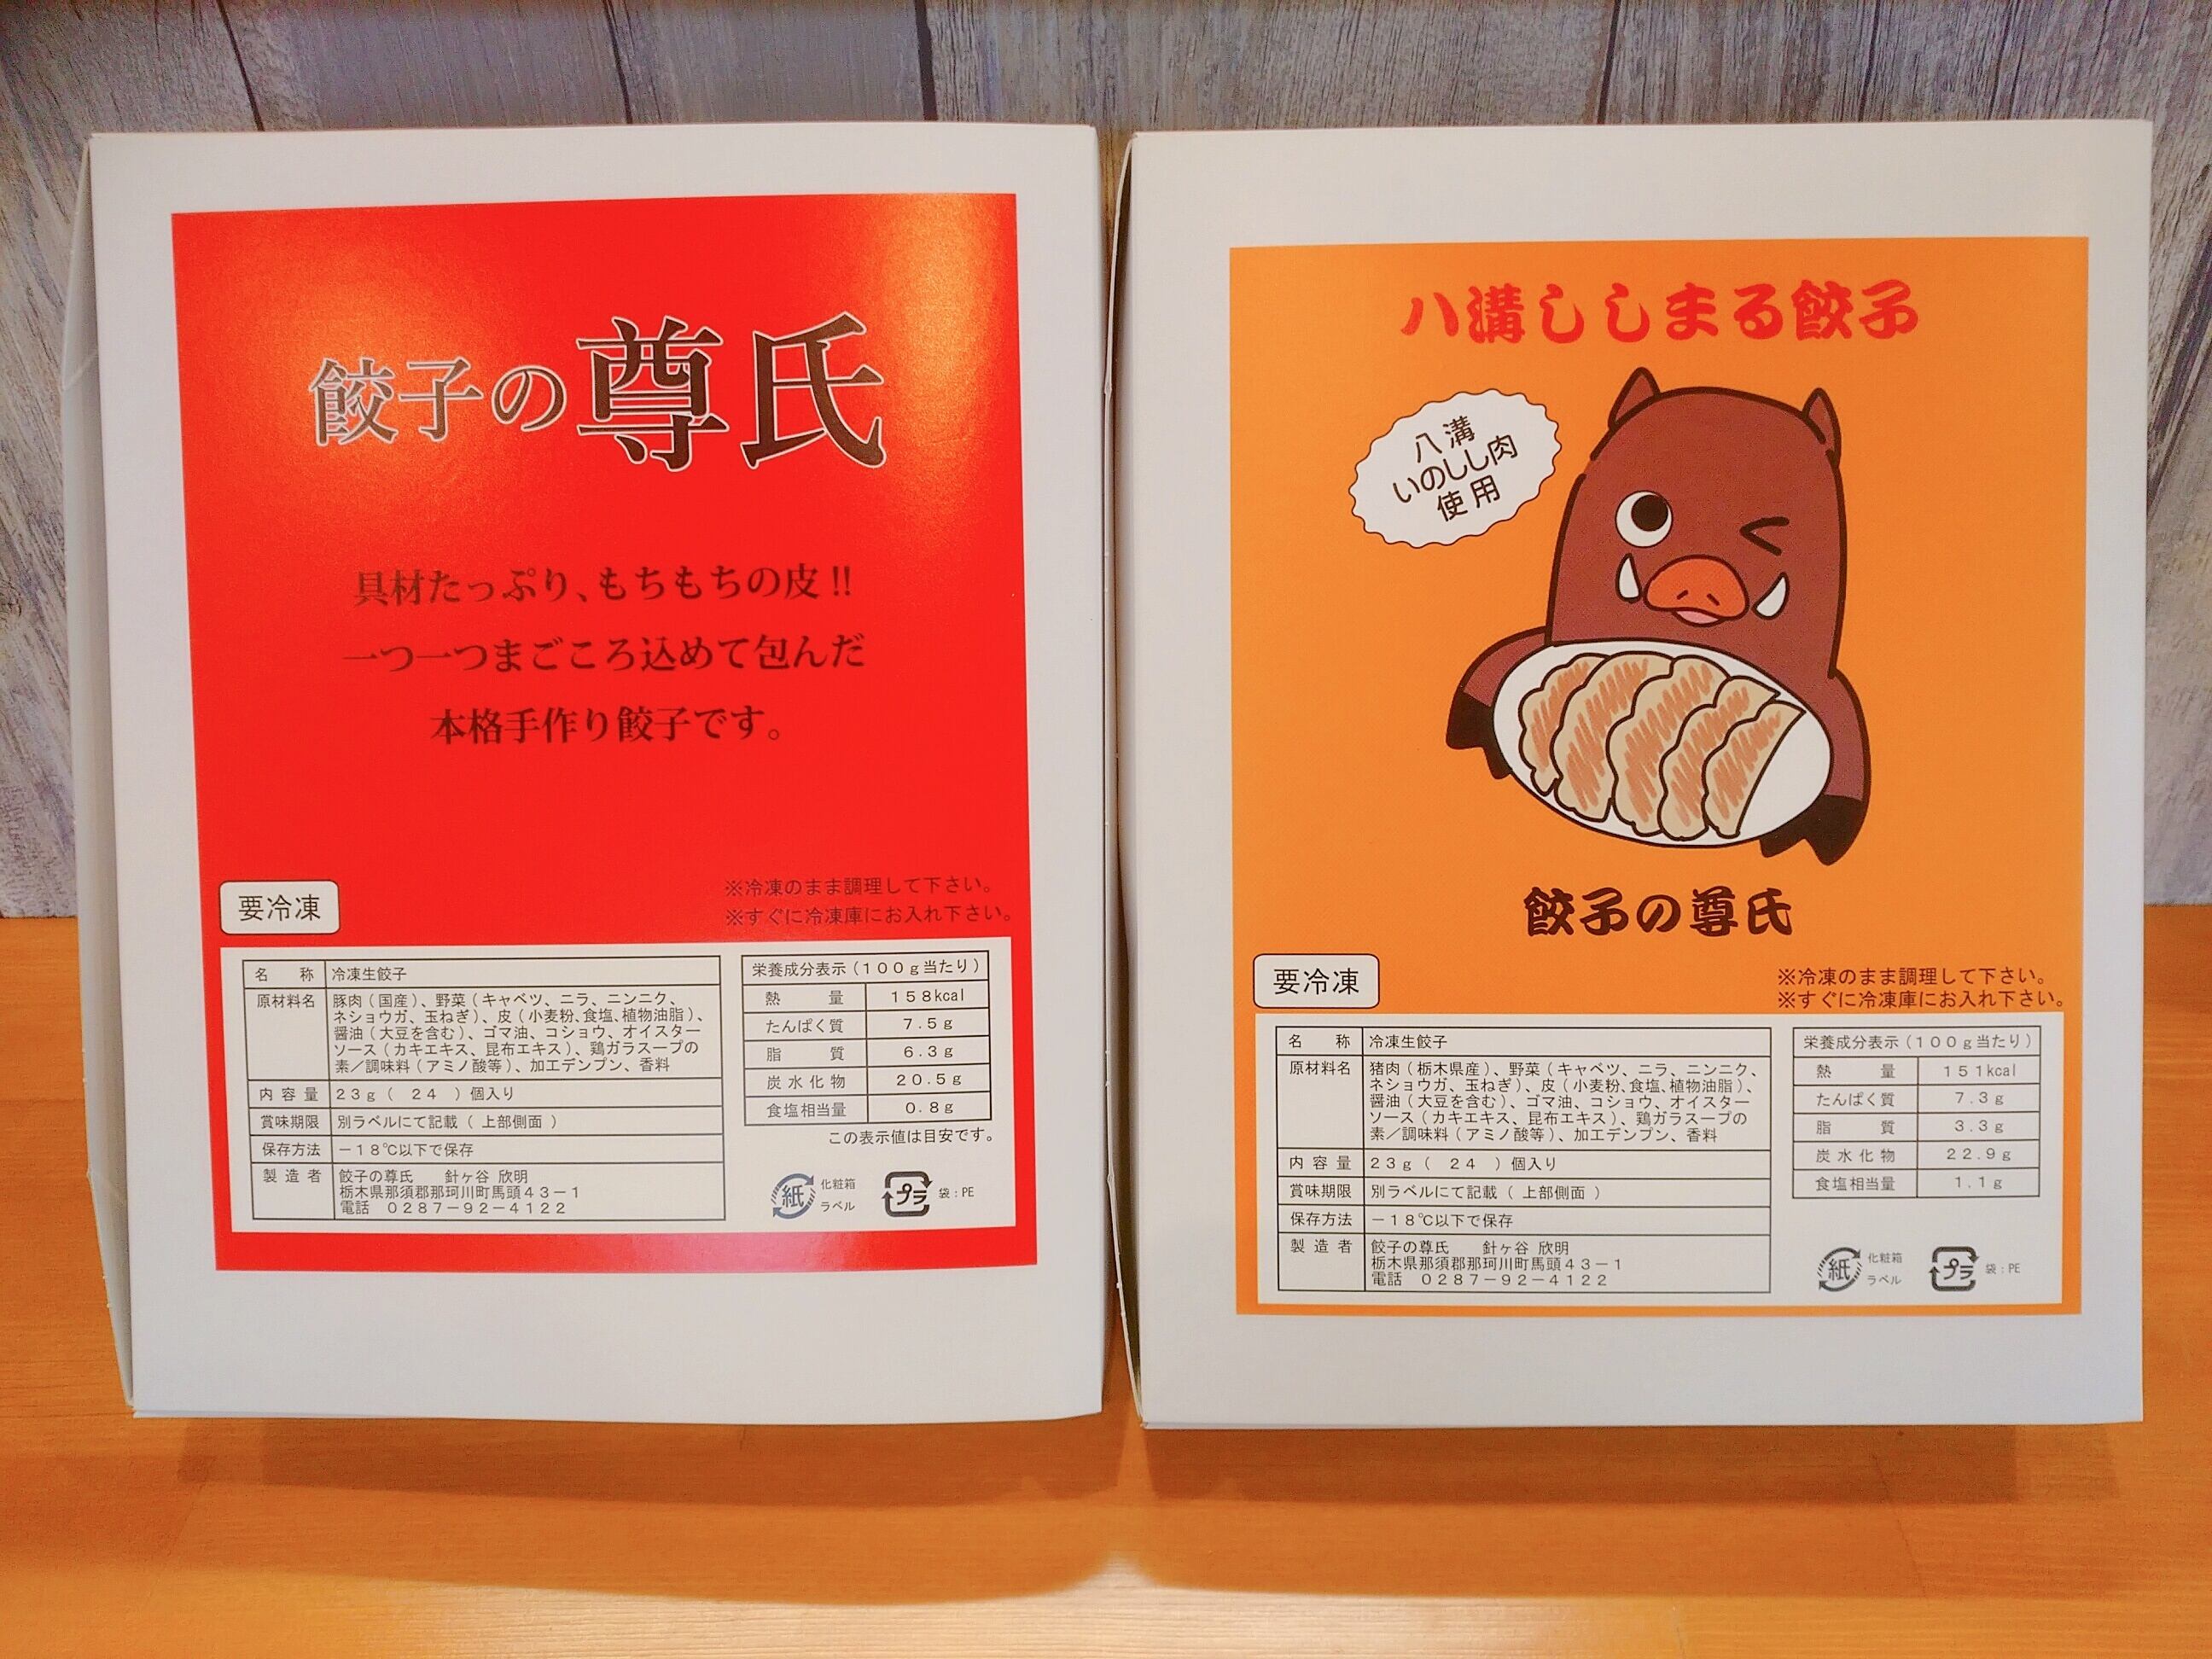 餃子の尊氏
具材たっぷり、もちもちの皮!!
一つ一つまごころ込めて包んだ
本格手作り餃子です。
要冷凍
※冷凍のまま調理して下さい。
※すぐに冷凍庫にお入れ下さい。
名称 冷凍生餃子
原材料名 豚肉(国産)、野菜(キャベツ、ニラ、ニンニク、
ネショウガ、玉ねぎ)、皮(小麦粉、食塩、植物油脂)、
醤油(大豆を含む)、ゴマ油、コショウ、オイスター
ソース(カキエキス、昆布エキス)、鶏ガラスープの
素/調味料(アミノ酸等)、加工デンプン、香料
内容量 23g( 24 )個入り
賞味期限 別ラベルにて記載(上部側面)
保存方法 -18℃以下で保存
製造者 餃子の尊氏 針ヶ谷 欣明
栃木県那須郡那珂川町馬頭43-1
電話 0287-92-4122
栄養成分表示(100g当たり)
熱量 158kcal
たんぱく質 7.5g
脂質 6.3g
炭水化物 20.5g
食塩相当量 0.8g
この表示値は目安です。
紙 化粧箱
ラベル
プラ 袋:PE
八溝ししまる餃子
八溝
いのしし肉
使用
餃子の尊氏
要冷凍
※冷凍のまま調理して下さい。
※すぐに冷凍庫にお入れ下さい。
名称 冷凍生餃子
原材料名 猪肉(栃木県産)、野菜(キャベツ、ニラ、ニンニク、
ネショウガ、玉ねぎ)、皮(小麦粉、食塩、植物油脂)、
醤油(大豆を含む)、ゴマ油、コショウ、オイスター
ソース(カキエキス、昆布エキス)、鶏ガラスープの
素/調味料(アミノ酸等)、加工デンプン、香料
内容量 23g( 24 )個入り
賞味期限 別ラベルにて記載(上部側面)
保存方法 -18℃以下で保存
製造者 餃子の尊氏 針ヶ谷 欣明
栃木県那須郡那珂川町馬頭43-1
電話 0287-92-4122
栄養成分表示(100g当たり)
熱量 151kcal
たんぱく質 7.3g
脂質 3.3g
炭水化物 22.9g
食塩相当量 1.1g
紙 化粧箱
ラベル
プラ 袋:PE